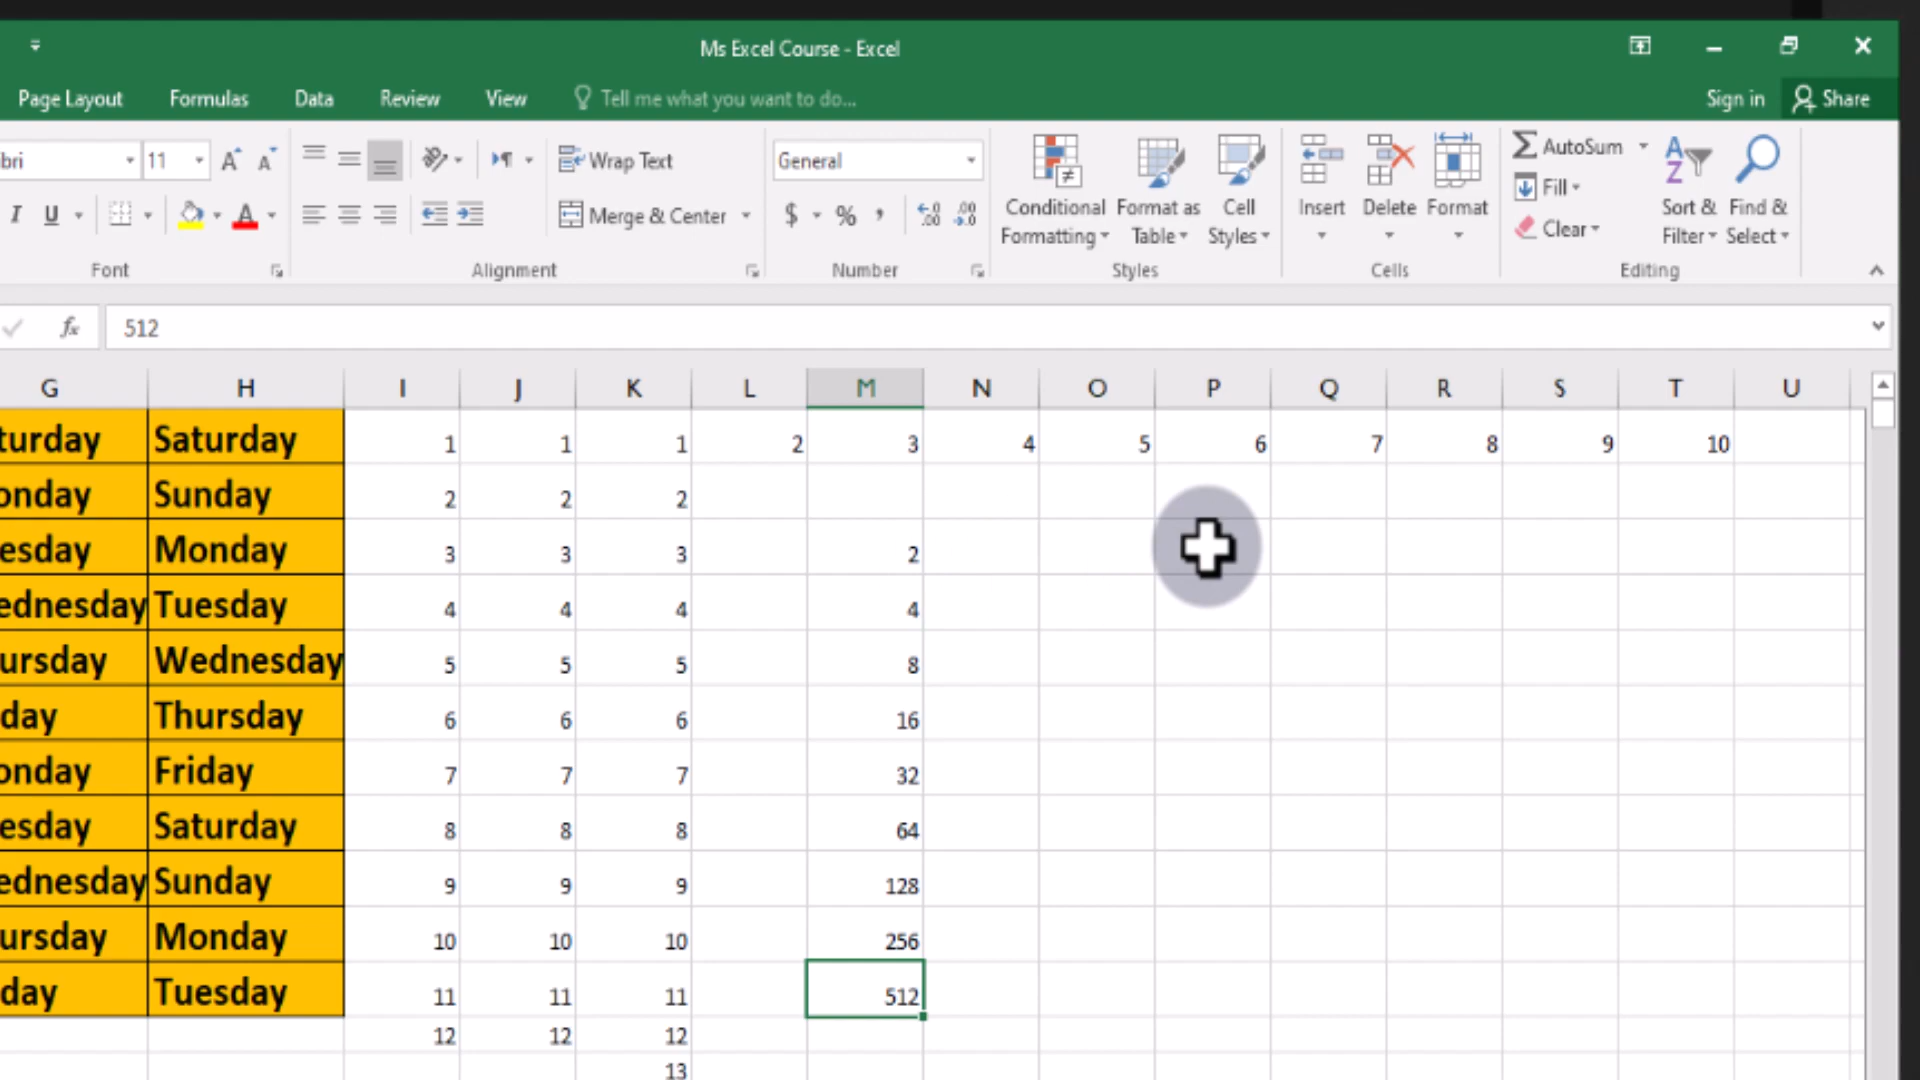 Ms Excel Course - Excel
Page Layout Formulas Data Review View Tell me what you want to do... Sign in Share
11 Wrap Text General AutoSum
I U Merge & Center $ % Conditional Formatting Format as Table Cell Styles Insert Delete Format Fill Clear Sort & Filter Find & Select
Font Alignment Number Styles Cells Editing
fx 512
G H I J K L M N O P Q R S T U
turday Saturday 1 1 1 2 3 4 5 6 7 8 9 10
onday Sunday 2 2 2
esday Monday 3 3 3 2
ednesday Tuesday 4 4 4 4
ursday Wednesday 5 5 5 8
day Thursday 6 6 6 16
onday Friday 7 7 7 32
esday Saturday 8 8 8 64
ednesday Sunday 9 9 9 128
ursday Monday 10 10 10 256
day Tuesday 11 11 11 512
12 12 12
13